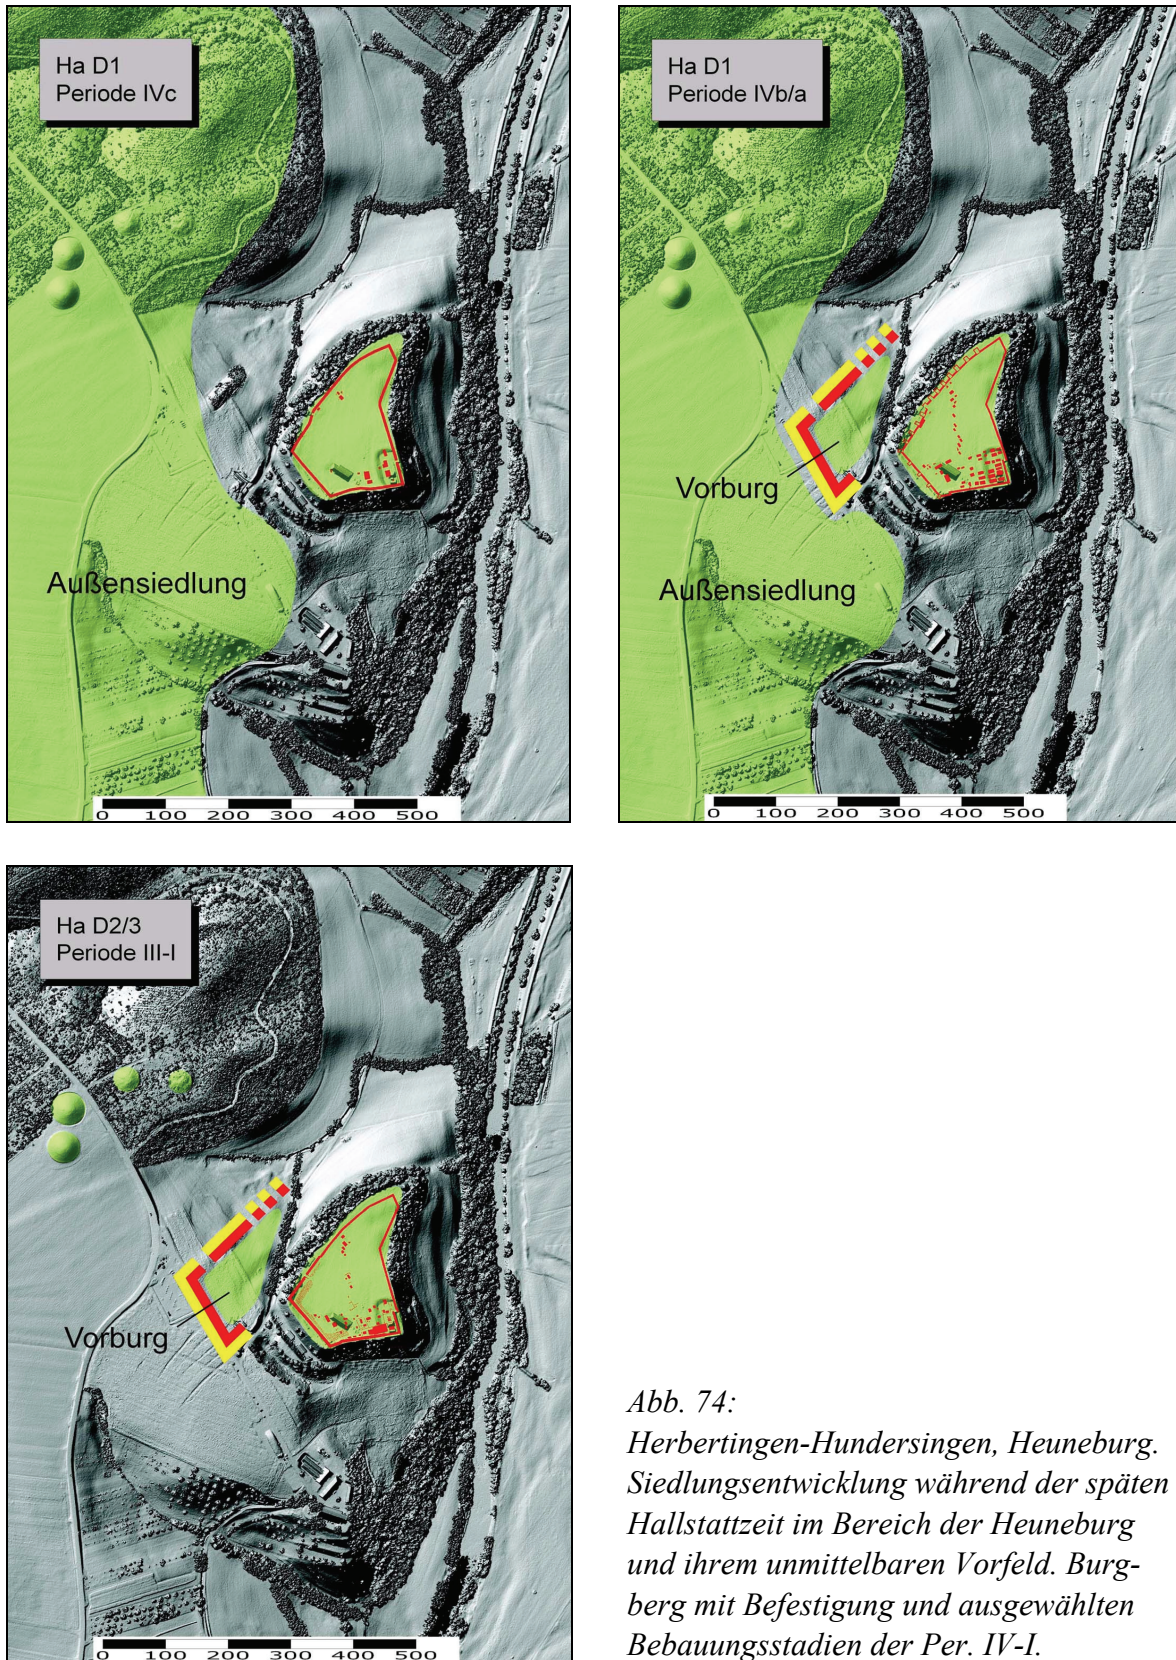 Ha D1
Periode IVc
Außensiedlung
0 100 200 300 400 500
Ha D1
Periode IVb/a
Vorburg
Außensiedlung
0 100 200 300 400 500
Ha D2/3
Periode III-I
Vorburg
0 100 200 300 400 500
Abb. 74:
Herbertingen-Hundersingen, Heuneburg.
Siedlungsentwicklung während der späten
Hallstattzeit im Bereich der Heuneburg
und ihrem unmittelbaren Vorfeld. Burg-
berg mit Befestigung und ausgewählten
Bebauungsstadien der Per. IV-I.